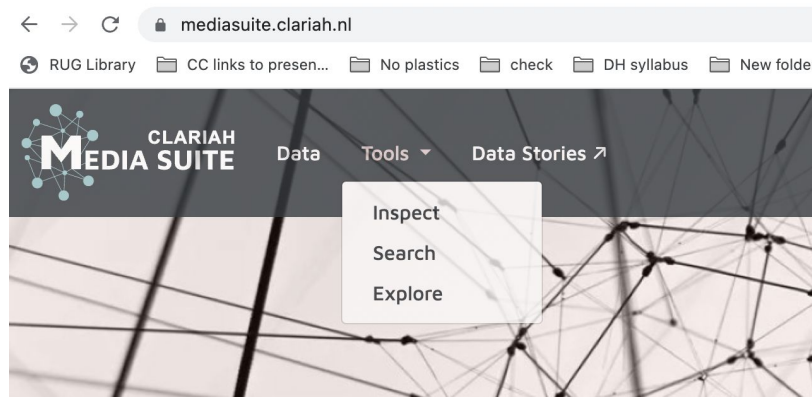 mediasuite.clariah.nl
RUG Library CC links to presen... No plastics check DH syllabus New folde
CLARIAH
MEDIA SUITE Data Tools Data Stories
Inspect
Search
Explore